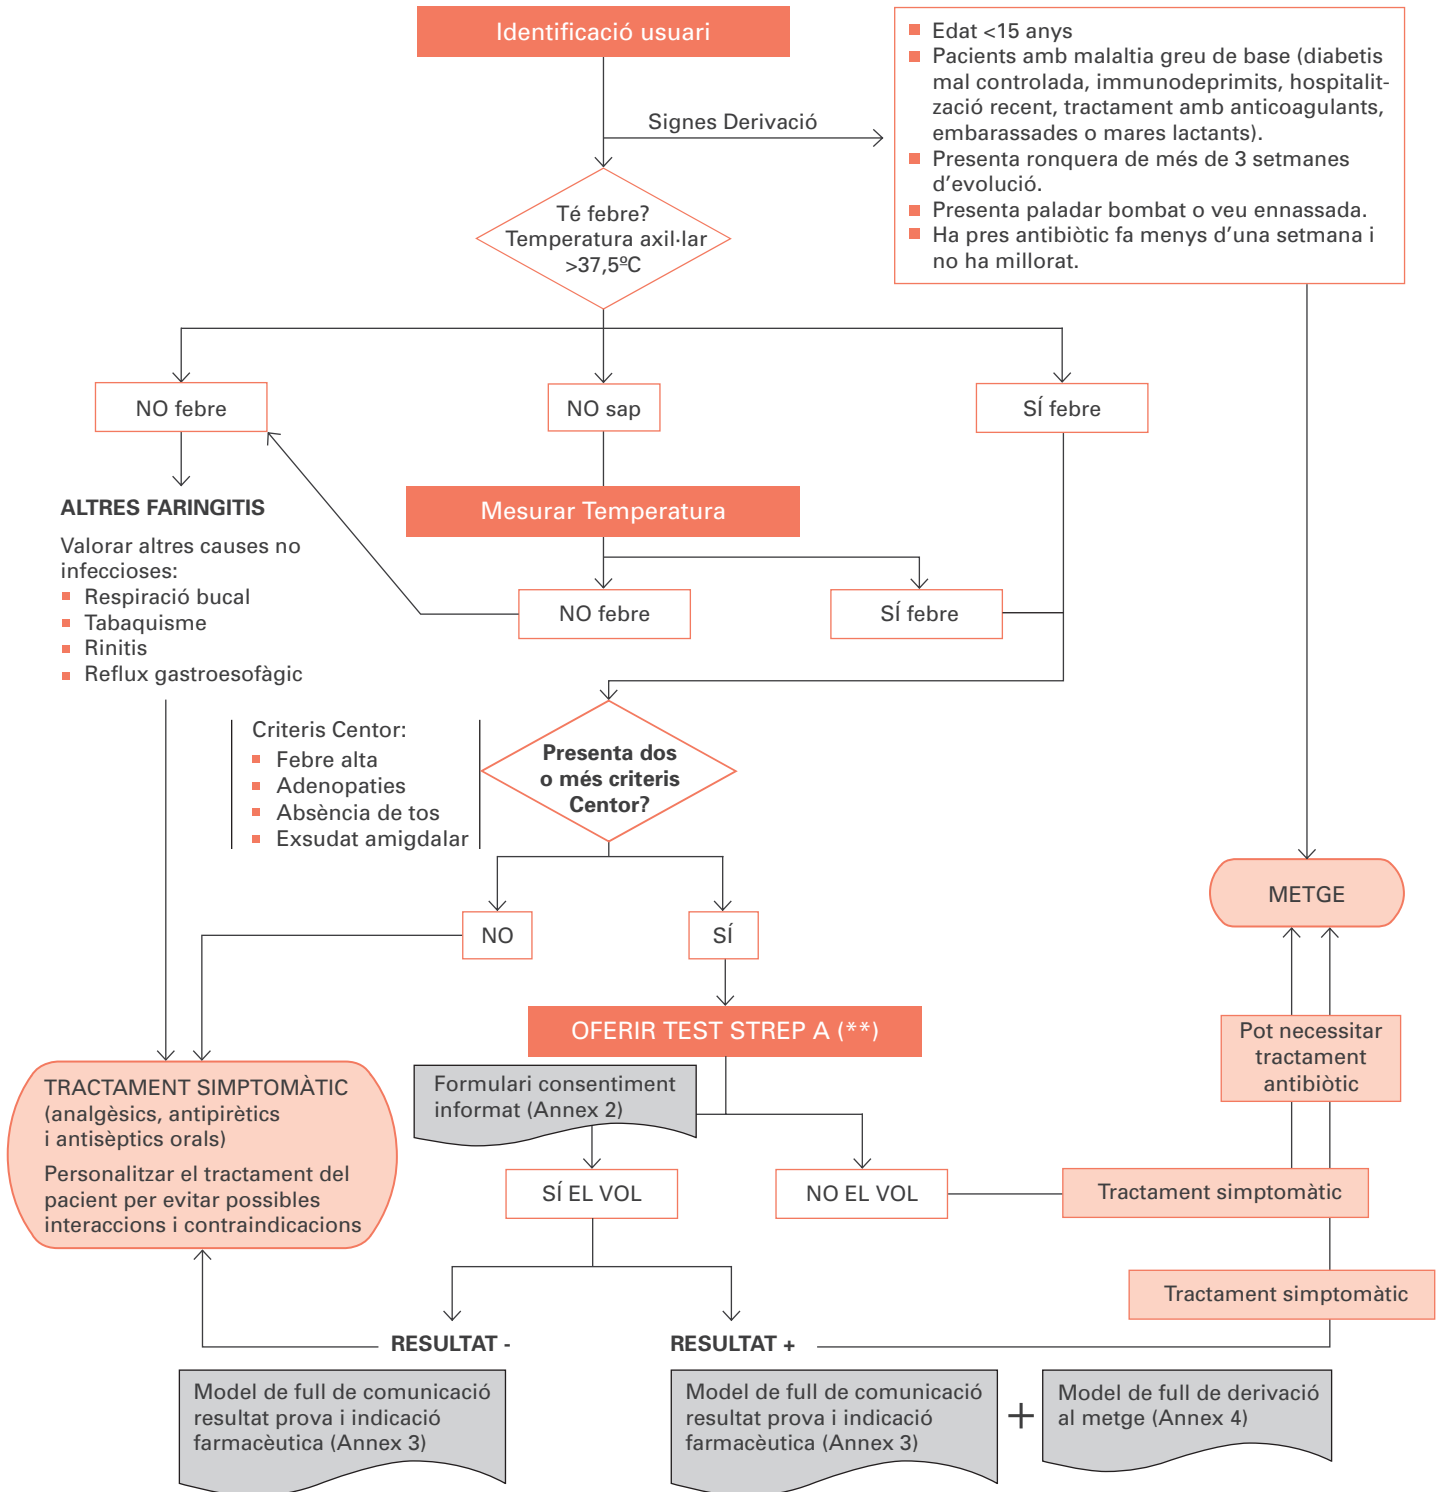 Identificació usuari
Edat <15 anys
Pacients amb malaltia greu de base (diabetis
mal controlada, immunodeprimits, hospitalit-
zació recent, tractament amb anticoagulants,
embarassades o mares lactants).
Presenta ronquera de més de 3 setmanes
d’evolució.
Presenta paladar bombat o veu ennassada.
Ha pres antibiòtic fa menys d’una setmana i
no ha millorat.
Signes Derivació
Té febre?
Temperatura axil·lar
>37,5ºC
NO febre
NO sap
SÍ febre
ALTRES FARINGITIS
Valorar altres causes no
infeccioses:
Respiració bucal
Tabaquisme
Rinitis
Reflux gastroesofàgic
Mesurar Temperatura
NO febre
SÍ febre
Criteris Centor:
Febre alta
Adenopaties
Absència de tos
Exsudat amigdalar
Presenta dos
o més criteris
Centor?
METGE
NO
SÍ
OFERIR TEST STREP A (**)
Pot necessitar
tractament
antibiòtic
Formulari consentiment
informat (Annex 2)
TRACTAMENT SIMPTOMÀTIC
(analgèsics, antipirètics
i antisèptics orals)
Personalitzar el tractament del
pacient per evitar possibles
interaccions i contraindicacions
SÍ EL VOL
NO EL VOL
Tractament simptomàtic
Tractament simptomàtic
RESULTAT -
RESULTAT +
Model de full de comunicació
resultat prova i indicació
farmacèutica (Annex 3)
Model de full de comunicació
resultat prova i indicació
farmacèutica (Annex 3)
+
Model de full de derivació
al metge (Annex 4)